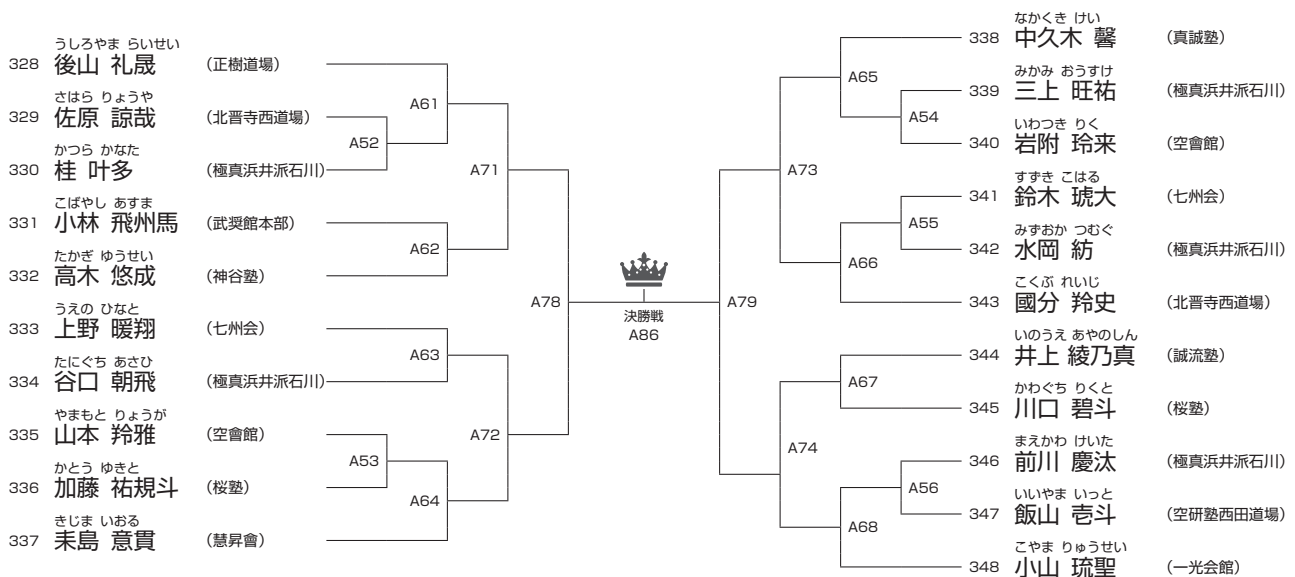 うしろやま らいせい
328 後山 礼晟 (正樹道場)
さはら りょうや
329 佐原 諒哉 (北晋寺西道場)
かつら かなた
330 桂 叶多 (極真浜井派石川)
こばやし あすま
331 小林 飛州馬 (武奨館本部)
たかぎ ゆうせい
332 高木 悠成 (神谷塾)
うえの ひなと
333 上野 暖翔 (七州会)
たにぐち あさひ
334 谷口 朝飛 (極真浜井派石川)
やまもと りょうが
335 山本 羚雅 (空會館)
かとう ゆきと
336 加藤 祐規斗 (桜塾)
きじま いおる
337 耒島 意貫 (慧昇會)
A61
A52
A71
A62
A78
A63
A72
A53
A64
決勝戦
A86
A79
A65
A54
A73
A55
A66
A67
A74
A56
A68
なかくき けい
338 中久木 馨 (真誠塾)
みかみ おうすけ
339 三上 旺祐 (極真浜井派石川)
いわつき りく
340 岩附 玲来 (空會館)
すずき こはる
341 鈴木 琥大 (七州会)
みずおか つむぐ
342 水岡 紡 (極真浜井派石川)
こくぶ れいじ
343 國分 羚史 (北晋寺西道場)
いのうえ あやのしん
344 井上 綾乃真 (誠流塾)
かわぐち りくと
345 川口 碧斗 (桜塾)
まえかわ けいた
346 前川 慶汰 (極真浜井派石川)
いいやま いっと
347 飯山 壱斗 (空研塾西田道場)
こやま りゅうせい
348 小山 琉聖 (一光会館)